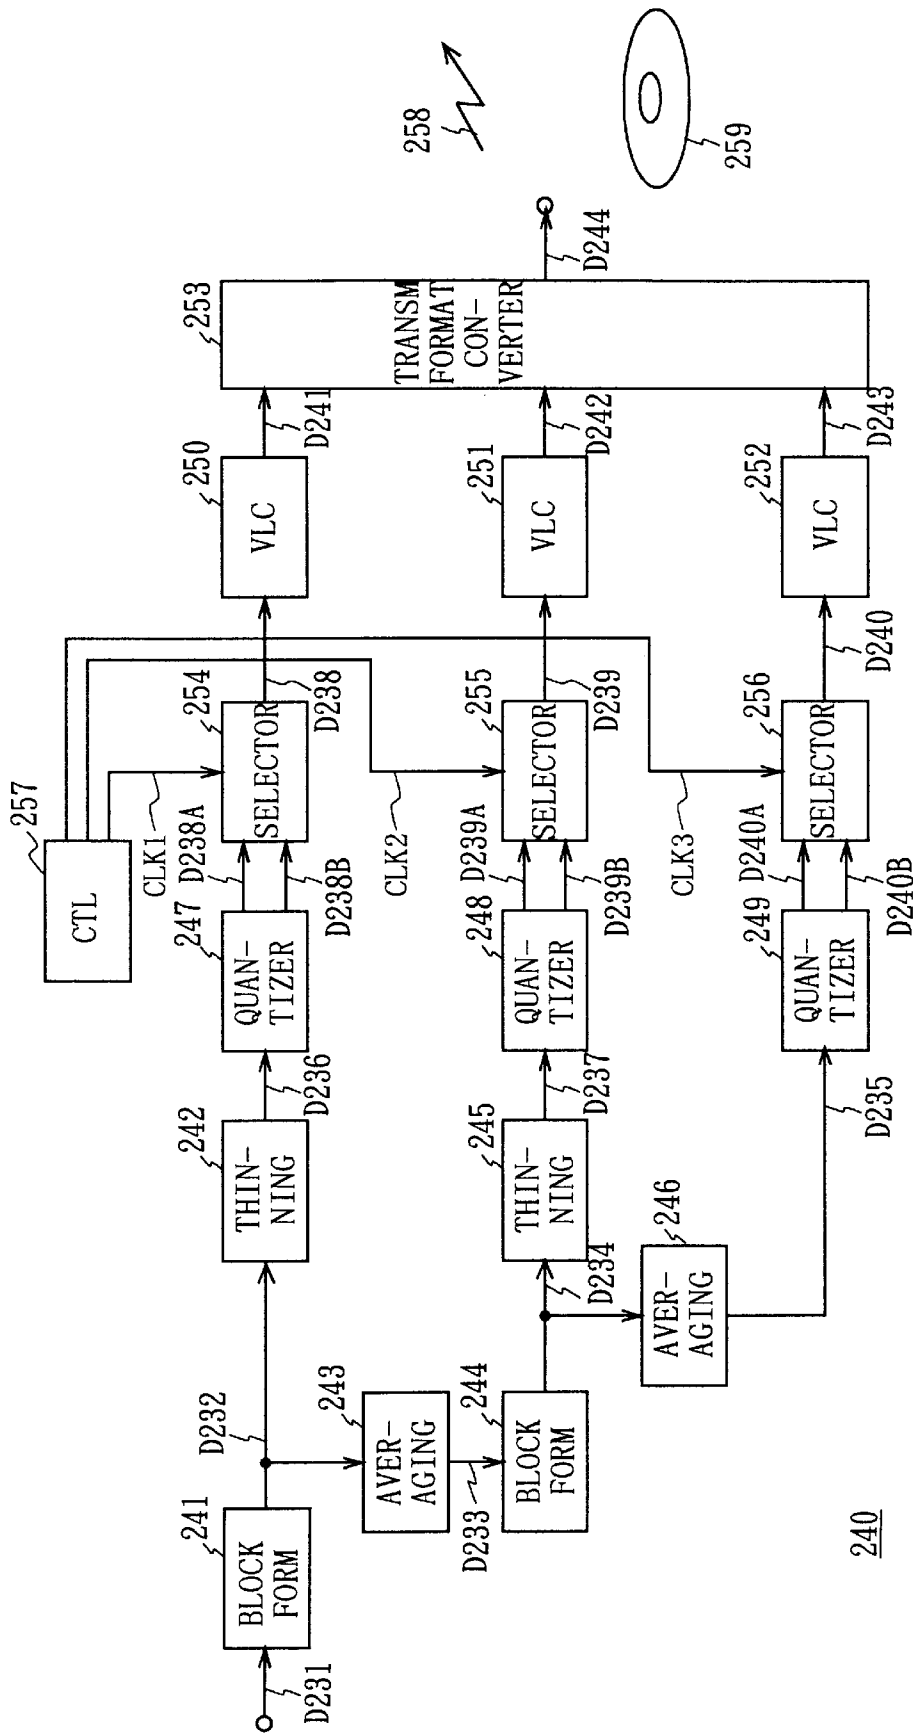 257
CTL
CLK1
D231
241
BLOCK
FORM
D232
242
THIN-
NING
D236
247
QUAN-
TIZER
D238A
D238B
254
SELECTOR
D238
250
VLC
D241
253
TRANSM
FORMAT
CON-
VERTER
D244
258
259
243
AVER-
AGING
D233
244
BLOCK
FORM
D234
245
THIN-
NING
D237
248
QUAN-
TIZER
D239A
D239B
CLK2
255
SELECTOR
D239
251
VLC
D242
246
AVER-
AGING
D235
249
QUAN-
TIZER
D240A
D240B
CLK3
256
SELECTOR
D240
252
VLC
D243
240